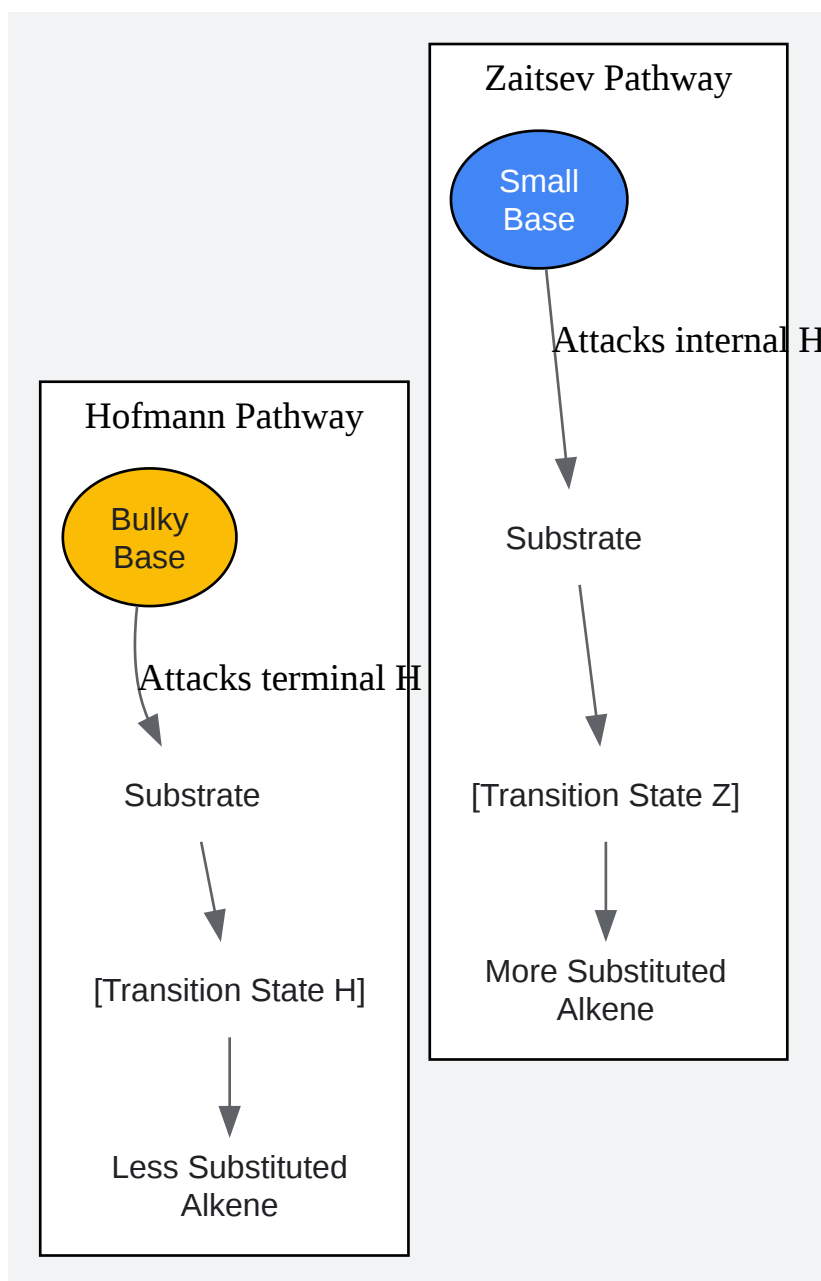 Zaitsev Pathway
Small
Base
Attacks internal H
Substrate
[Transition State Z]
More Substituted
Alkene
Hofmann Pathway
Bulky
Base
Attacks terminal H
Substrate
[Transition State H]
Less Substituted
Alkene